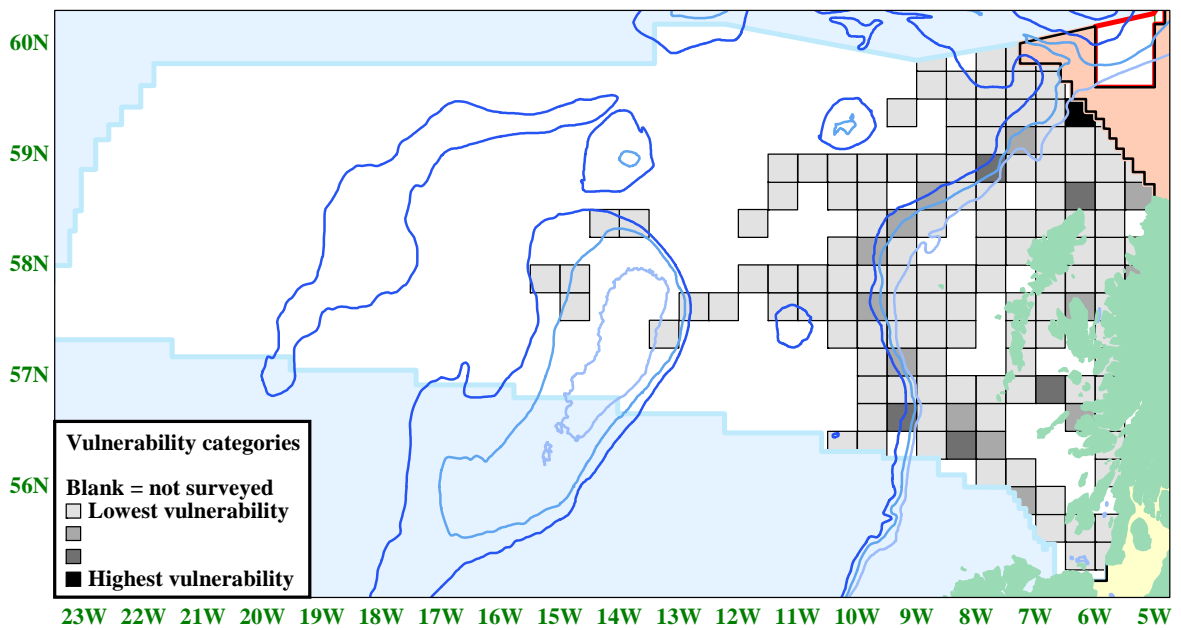 60N
59N
58N
57N
56N
Vulnerability categories
Blank = not surveyed
Lowest vulnerability
Highest vulnerability
23W 22W 21W 20W 19W 18W 17W 16W 15W 14W 13W 12W 11W 10W 9W 8W 7W 6W 5W